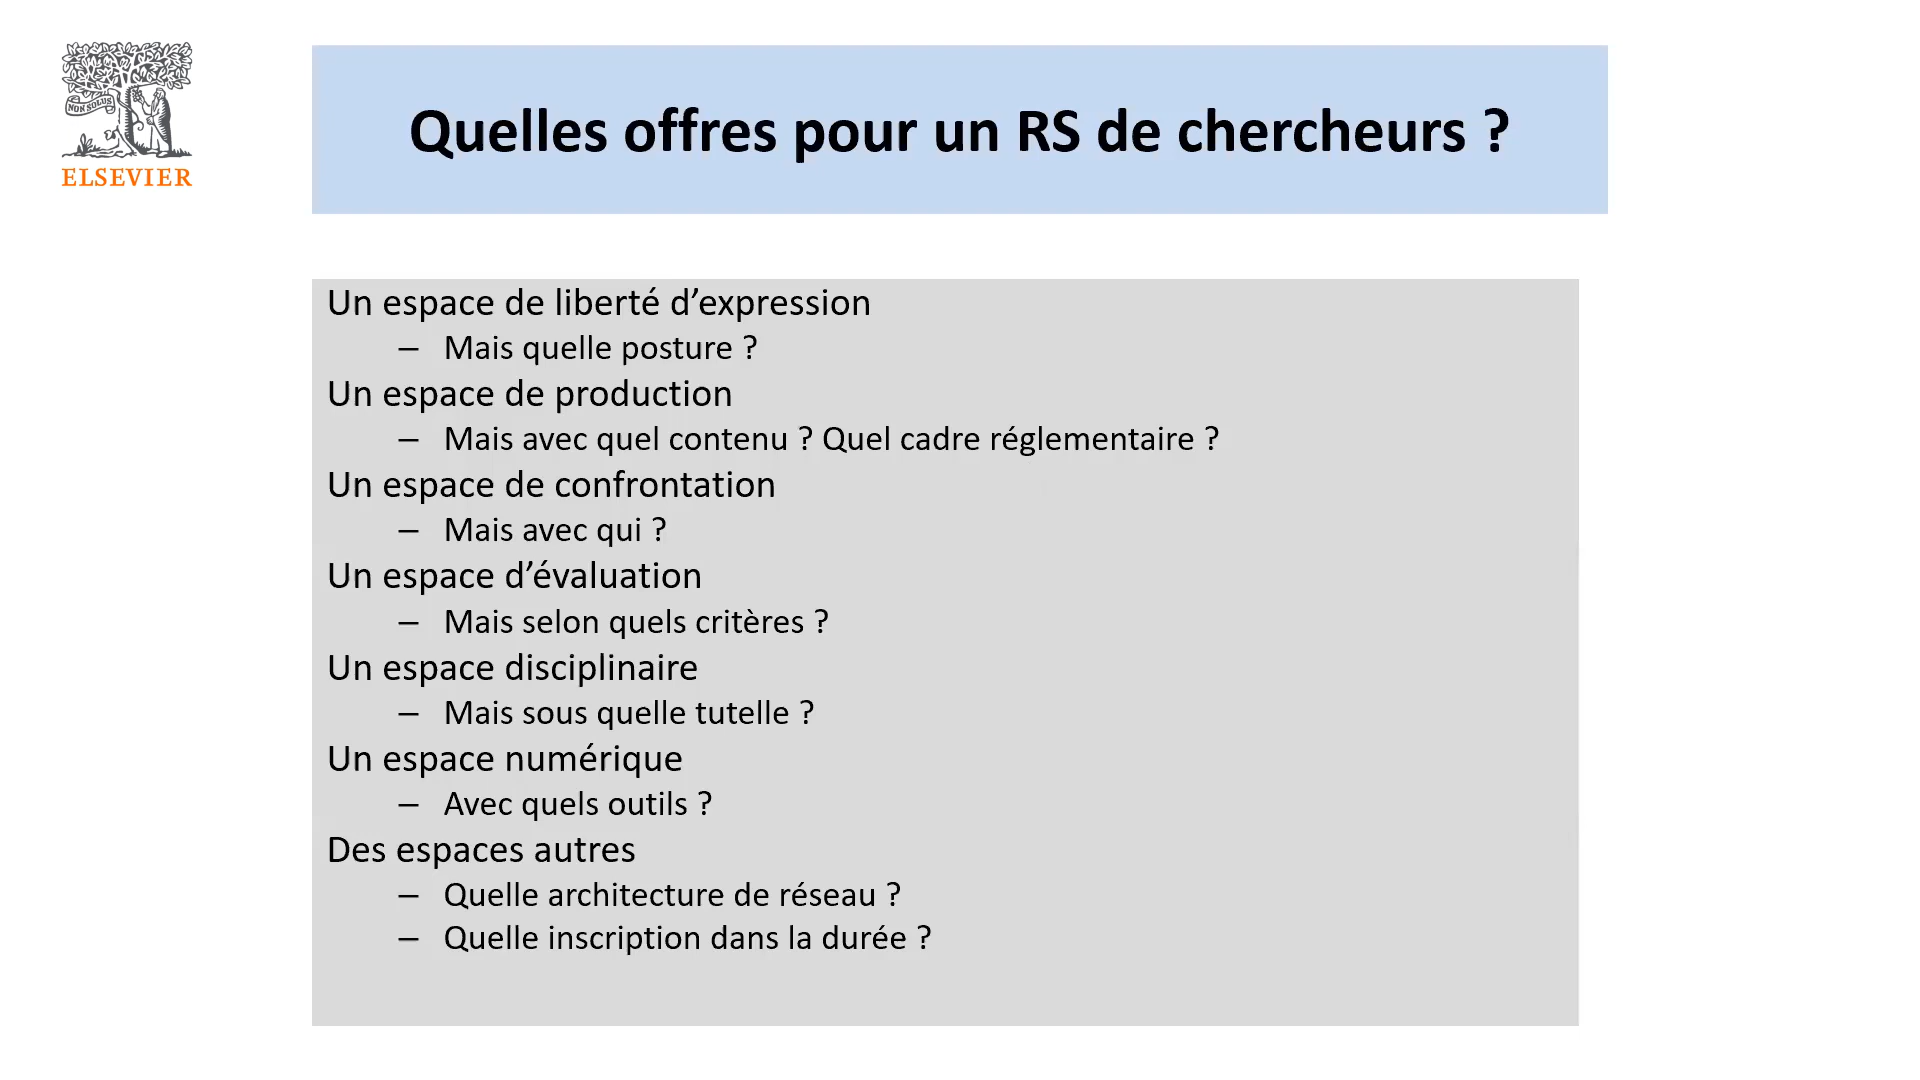 NON SOLUS
ELSEVIER
Quelles offres pour un RS de chercheurs ?
Un espace de liberté d’expression
– Mais quelle posture ?
Un espace de production
– Mais avec quel contenu ? Quel cadre réglementaire ?
Un espace de confrontation
– Mais avec qui ?
Un espace d’évaluation
– Mais selon quels critères ?
Un espace disciplinaire
– Mais sous quelle tutelle ?
Un espace numérique
– Avec quels outils ?
Des espaces autres
– Quelle architecture de réseau ?
– Quelle inscription dans la durée ?